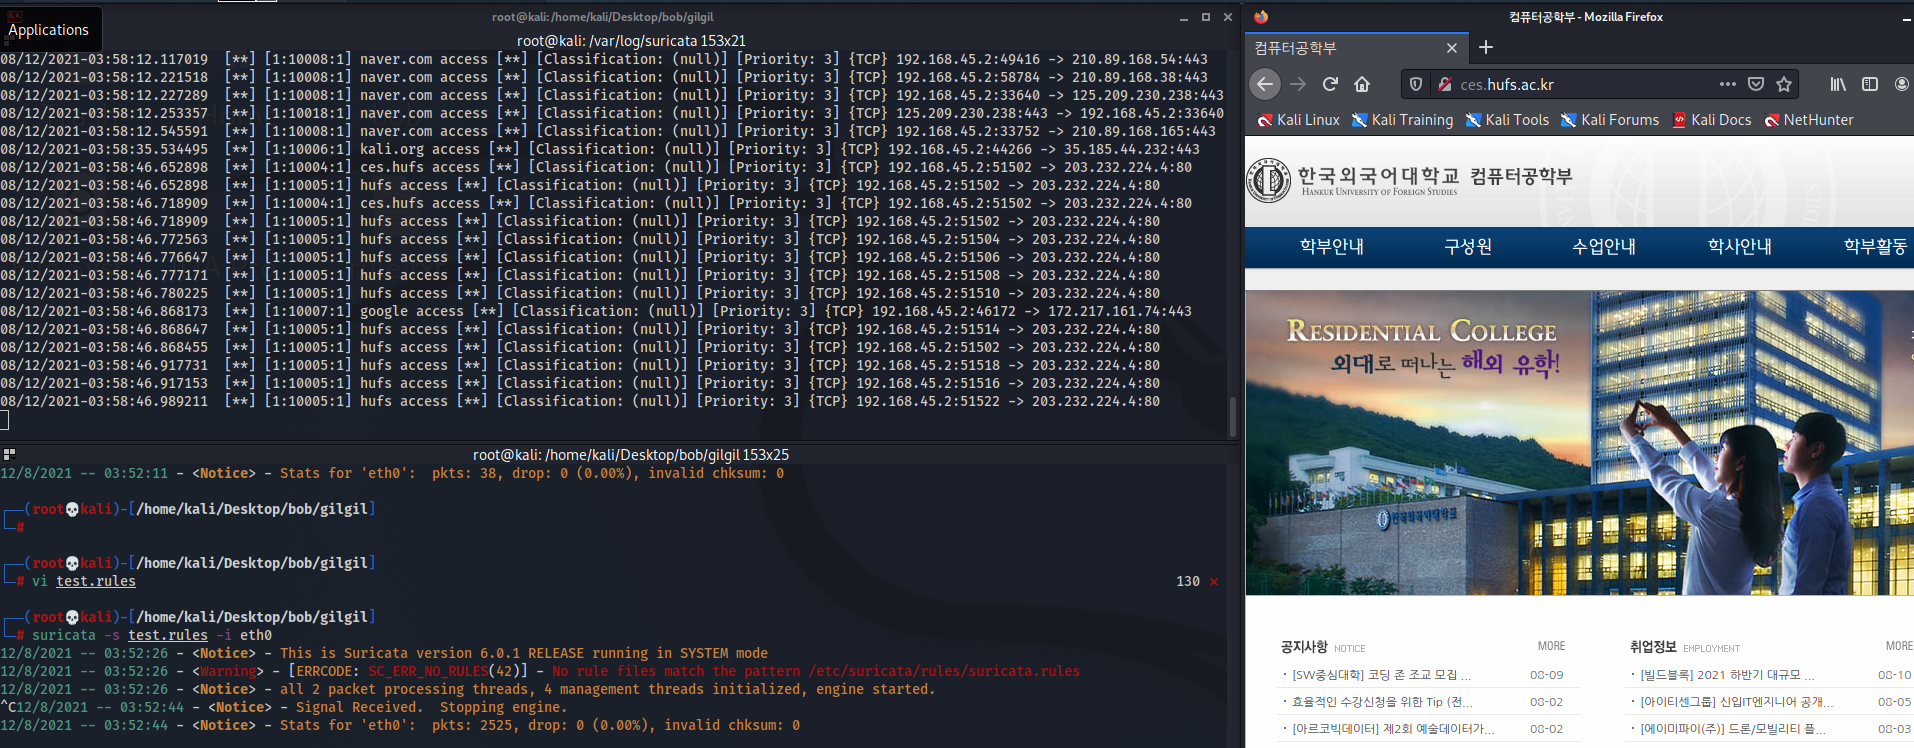 root@kali: /home/kali/Desktop/bob/gilgil
Applications
root@kali: /var/log/suricata 153x21
08/12/2021-03:58:12.117019  [**] [1:10008:1] naver.com access [**] [Classification: (null)] [Priority: 3] {TCP} 192.168.45.2:49416 -> 210.89.168.54:443
08/12/2021-03:58:12.221518  [**] [1:10008:1] naver.com access [**] [Classification: (null)] [Priority: 3] {TCP} 192.168.45.2:58784 -> 210.89.168.38:443
08/12/2021-03:58:12.227289  [**] [1:10008:1] naver.com access [**] [Classification: (null)] [Priority: 3] {TCP} 192.168.45.2:33640 -> 125.209.230.238:443
08/12/2021-03:58:12.253357  [**] [1:10018:1] naver.com access [**] [Classification: (null)] [Priority: 3] {TCP} 125.209.230.238:443 -> 192.168.45.2:33640
08/12/2021-03:58:12.545591  [**] [1:10008:1] naver.com access [**] [Classification: (null)] [Priority: 3] {TCP} 192.168.45.2:33752 -> 210.89.168.165:443
08/12/2021-03:58:35.534495  [**] [1:10006:1] kali.org access [**] [Classification: (null)] [Priority: 3] {TCP} 192.168.45.2:44266 -> 35.185.44.232:443
08/12/2021-03:58:46.652898  [**] [1:10004:1] ces.hufs access [**] [Classification: (null)] [Priority: 3] {TCP} 192.168.45.2:51502 -> 203.232.224.4:80
08/12/2021-03:58:46.652898  [**] [1:10005:1] hufs access [**] [Classification: (null)] [Priority: 3] {TCP} 192.168.45.2:51502 -> 203.232.224.4:80
08/12/2021-03:58:46.718909  [**] [1:10004:1] ces.hufs access [**] [Classification: (null)] [Priority: 3] {TCP} 192.168.45.2:51502 -> 203.232.224.4:80
08/12/2021-03:58:46.718909  [**] [1:10005:1] hufs access [**] [Classification: (null)] [Priority: 3] {TCP} 192.168.45.2:51502 -> 203.232.224.4:80
08/12/2021-03:58:46.772563  [**] [1:10005:1] hufs access [**] [Classification: (null)] [Priority: 3] {TCP} 192.168.45.2:51504 -> 203.232.224.4:80
08/12/2021-03:58:46.776647  [**] [1:10005:1] hufs access [**] [Classification: (null)] [Priority: 3] {TCP} 192.168.45.2:51506 -> 203.232.224.4:80
08/12/2021-03:58:46.777171  [**] [1:10005:1] hufs access [**] [Classification: (null)] [Priority: 3] {TCP} 192.168.45.2:51508 -> 203.232.224.4:80
08/12/2021-03:58:46.780225  [**] [1:10005:1] hufs access [**] [Classification: (null)] [Priority: 3] {TCP} 192.168.45.2:51510 -> 203.232.224.4:80
08/12/2021-03:58:46.868173  [**] [1:10007:1] google access [**] [Classification: (null)] [Priority: 3] {TCP} 192.168.45.2:46172 -> 172.217.161.74:443
08/12/2021-03:58:46.868647  [**] [1:10005:1] hufs access [**] [Classification: (null)] [Priority: 3] {TCP} 192.168.45.2:51514 -> 203.232.224.4:80
08/12/2021-03:58:46.868455  [**] [1:10005:1] hufs access [**] [Classification: (null)] [Priority: 3] {TCP} 192.168.45.2:51502 -> 203.232.224.4:80
08/12/2021-03:58:46.917731  [**] [1:10005:1] hufs access [**] [Classification: (null)] [Priority: 3] {TCP} 192.168.45.2:51518 -> 203.232.224.4:80
08/12/2021-03:58:46.917153  [**] [1:10005:1] hufs access [**] [Classification: (null)] [Priority: 3] {TCP} 192.168.45.2:51516 -> 203.232.224.4:80
08/12/2021-03:58:46.989211  [**] [1:10005:1] hufs access [**] [Classification: (null)] [Priority: 3] {TCP} 192.168.45.2:51522 -> 203.232.224.4:80
root@kali: /home/kali/Desktop/bob/gilgil 153x25
12/8/2021 -- 03:52:11 - <Notice> - Stats for 'eth0':  pkts: 38, drop: 0 (0.00%), invalid chksum: 0
(root💀kali)-[/home/kali/Desktop/bob/gilgil]
#
(root💀kali)-[/home/kali/Desktop/bob/gilgil]
# vi test.rules 130 ⨯
(root💀kali)-[/home/kali/Desktop/bob/gilgil]
# suricata -s test.rules -i eth0
12/8/2021 -- 03:52:26 - <Notice> - This is Suricata version 6.0.1 RELEASE running in SYSTEM mode
12/8/2021 -- 03:52:26 - <Warning> - [ERRCODE: SC_ERR_NO_RULES(42)] - No rule files match the pattern /etc/suricata/rules/suricata.rules
12/8/2021 -- 03:52:26 - <Notice> - all 2 packet processing threads, 4 management threads initialized, engine started.
^C12/8/2021 -- 03:52:44 - <Notice> - Signal Received.  Stopping engine.
12/8/2021 -- 03:52:44 - <Notice> - Stats for 'eth0':  pkts: 2525, drop: 0 (0.00%), invalid chksum: 0
컴퓨터공학부 - Mozilla Firefox
컴퓨터공학부
ces.hufs.ac.kr
Kali Linux Kali Training Kali Tools Kali Forums Kali Docs NetHunter
한국외국어대학교 컴퓨터공학부
HANKUK UNIVERSITY OF FOREIGN STUDIES
학부안내 구성원 수업안내 학사안내 학부활동
RESIDENTIAL COLLEGE
외대로 떠나는 해외 유학!
한국외국어대학교
공지사항 NOTICE MORE
· [SW중심대학] 코딩 존 조교 모집 ... 08-09
· 효율적인 수강신청을 위한 Tip (전... 08-02
· [아르코빅데이터] 제2회 예술데이터가... 08-02
취업정보 EMPLOYMENT MORE
· [빌드블록] 2021 하반기 대규모 ... 08-10
· [아이티센그룹] 신입IT엔지니어 공개... 08-05
· [에이미파이(주)] 드론/모빌리티 플... 08-03